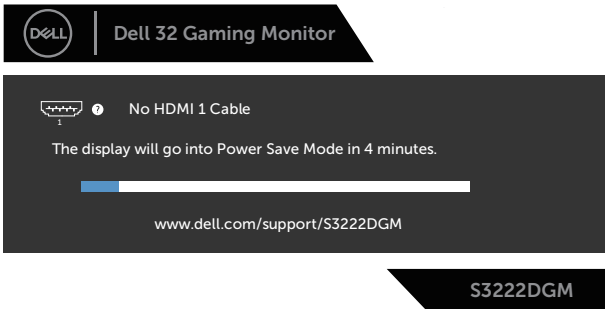 DELL
Dell 32 Gaming Monitor
? No HDMI 1 Cable
1
The display will go into Power Save Mode in 4 minutes.
www.dell.com/support/S3222DGM
S3222DGM